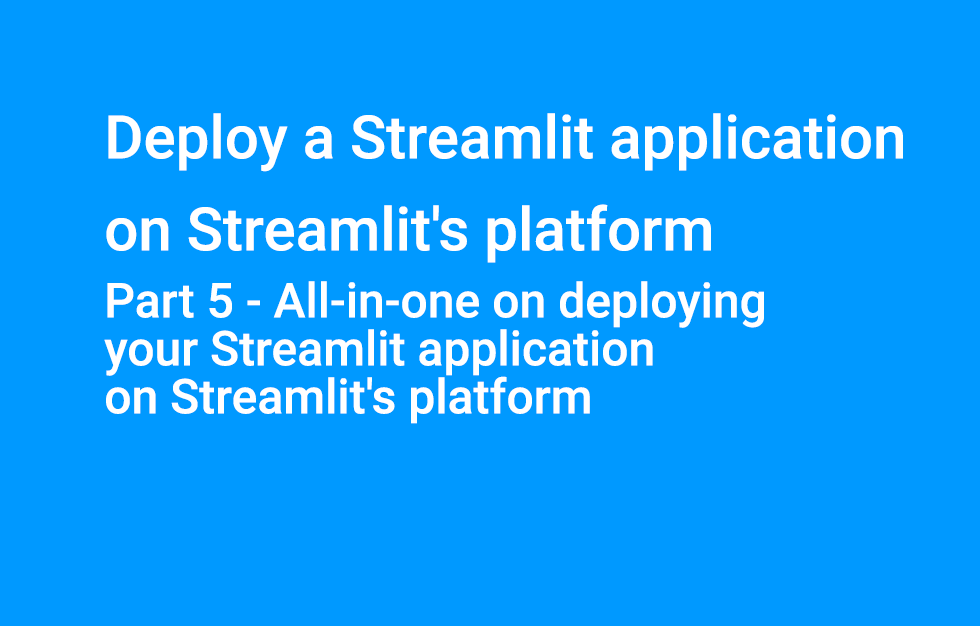 Deploy a Streamlit application
on Streamlit's platform
Part 5 - All-in-one on deploying
your Streamlit application
on Streamlit's platform